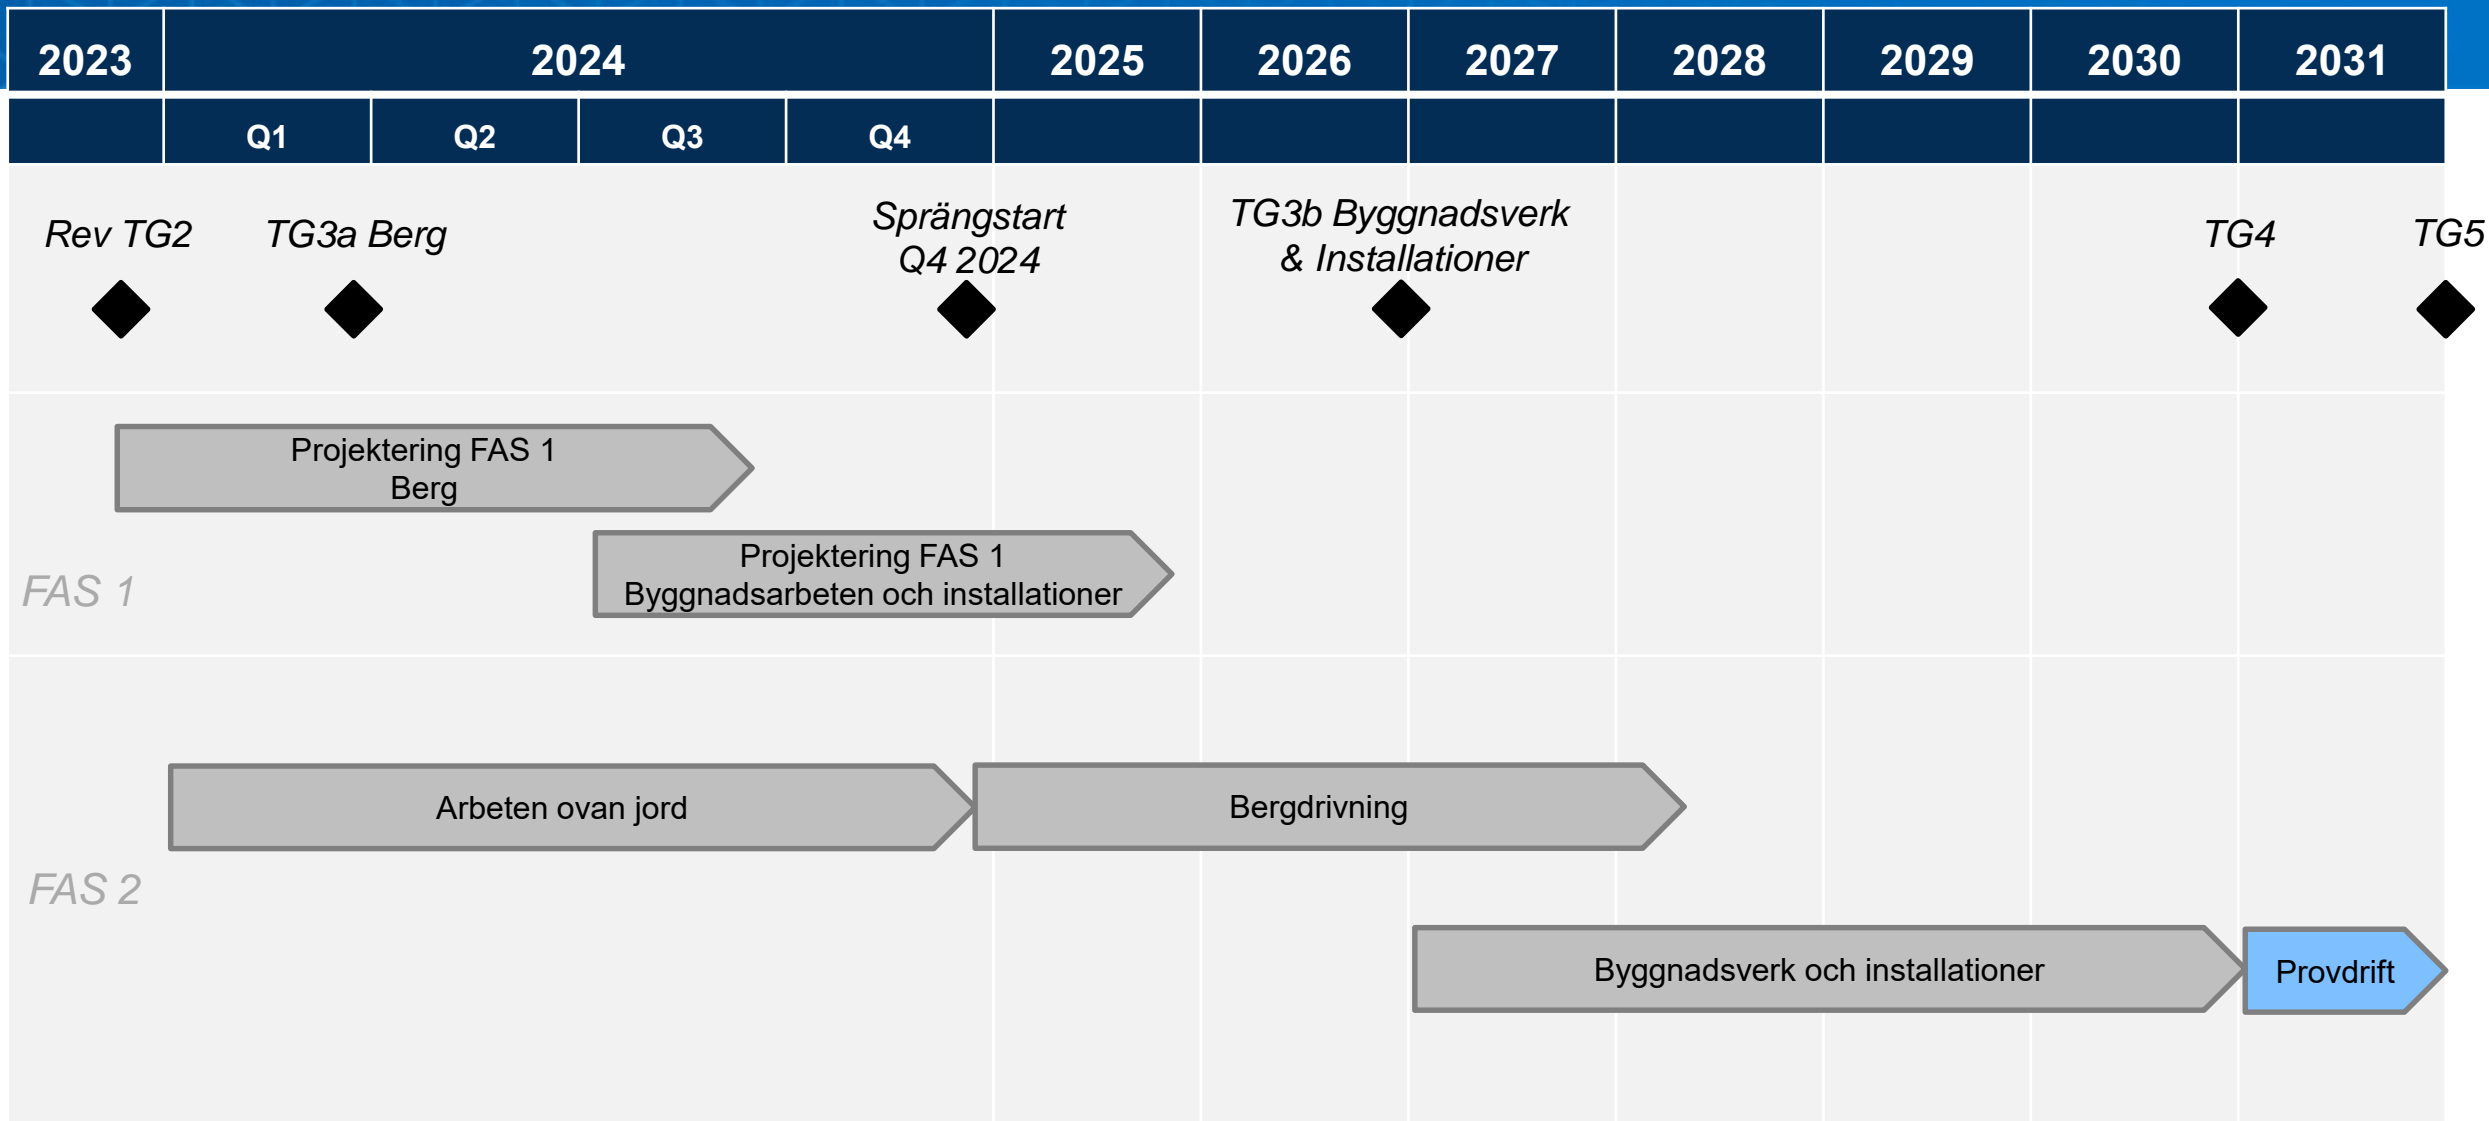 2023
2024
2025
2026
2027
2028
2029
2030
2031
Q1
Q2
Q3
Q4
Rev TG2
TG3a Berg
Sprängstart
Q4 2024
TG3b Byggnadsverk
& Installationer
TG4
TG5
Projektering FAS 1
Berg
Projektering FAS 1
Byggnadsarbeten och installationer
FAS 1
Arbeten ovan jord
Bergdrivning
FAS 2
Byggnadsverk och installationer
Provdrift